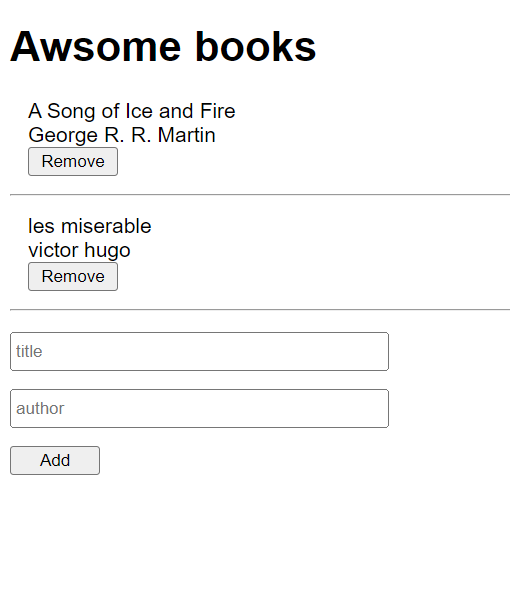 Awsome books
A Song of Ice and Fire
George R. R. Martin
Remove
les miserable
victor hugo
Remove
title
author
Add